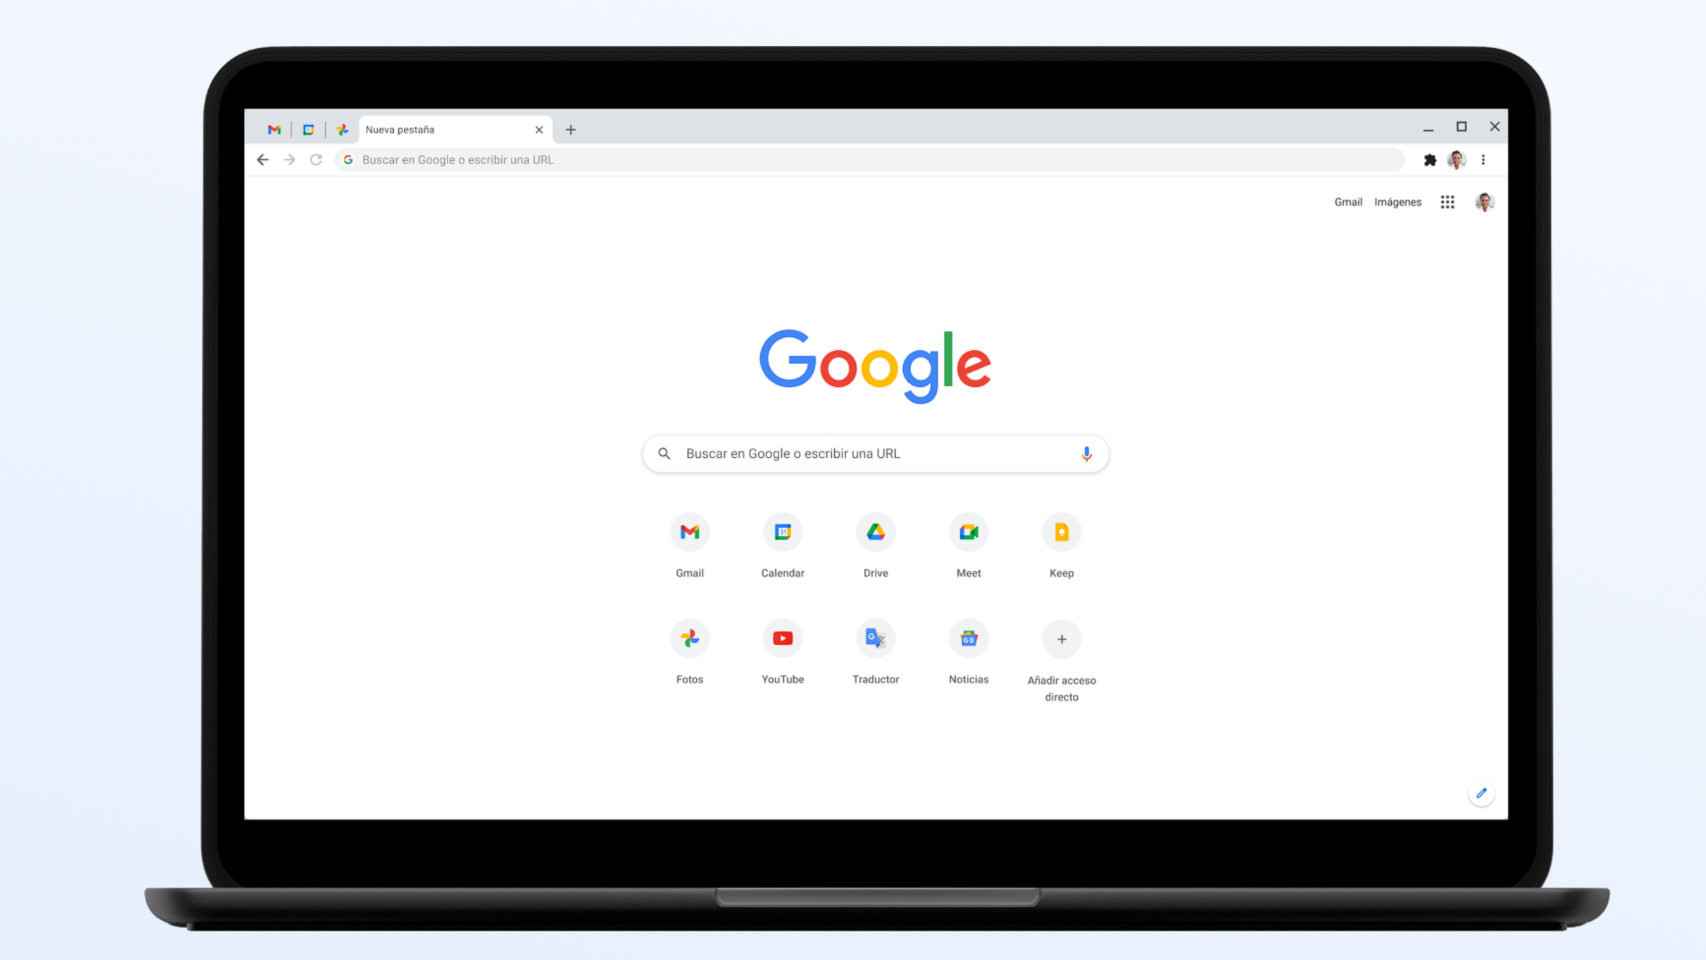 Nueva pestaña
Buscar en Google o escribir una URL
Gmail Imágenes
Google
Buscar en Google o escribir una URL
Gmail Calendar Drive Meet Keep
Fotos YouTube Traductor Noticias Añadir acceso
directo